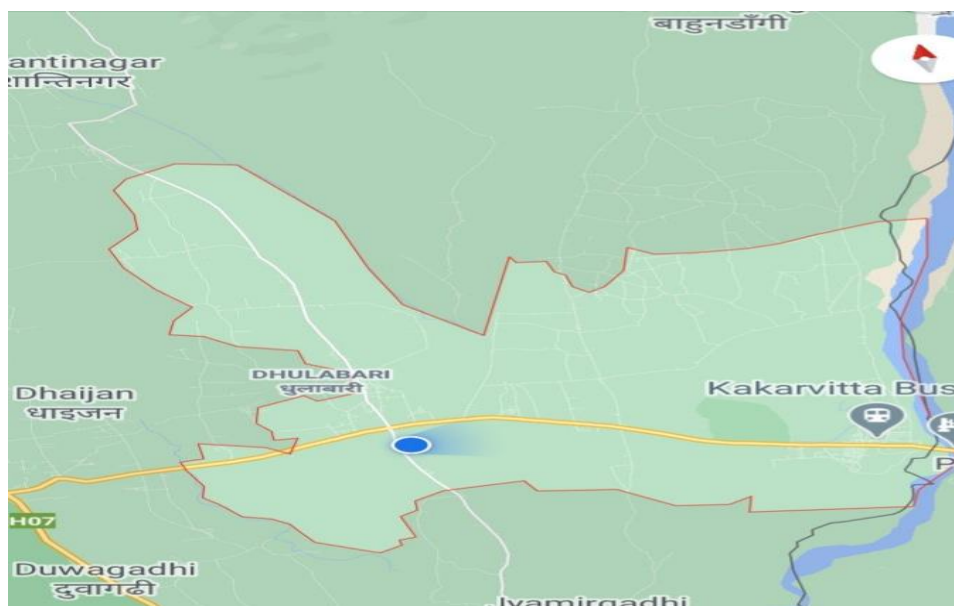 बाहुनडाँगी
antinagar
शान्तिनगर
DHULABARI
धुलाबारी
Dhaijan
धाइजन
Kakarvitta Bus
P
H07
Duwagadhi
दुवागढी
Jyamirgadhi